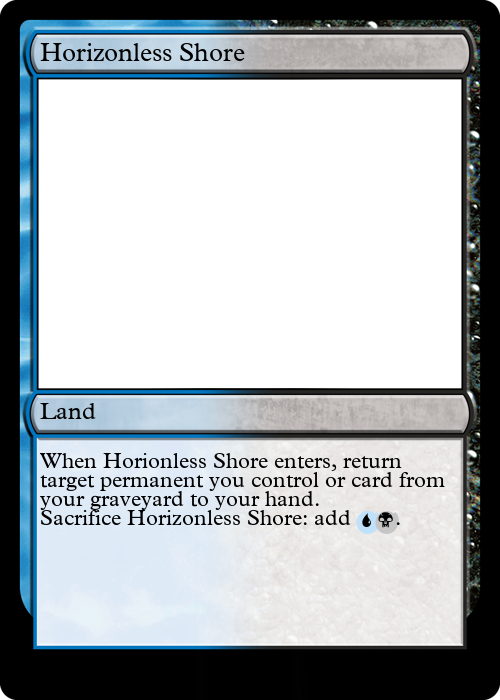 Horizonless Shore
Land
When Horionless Shore enters, return
target permanent you control or card from
your graveyard to your hand.
Sacrifice Horizonless Shore: add .